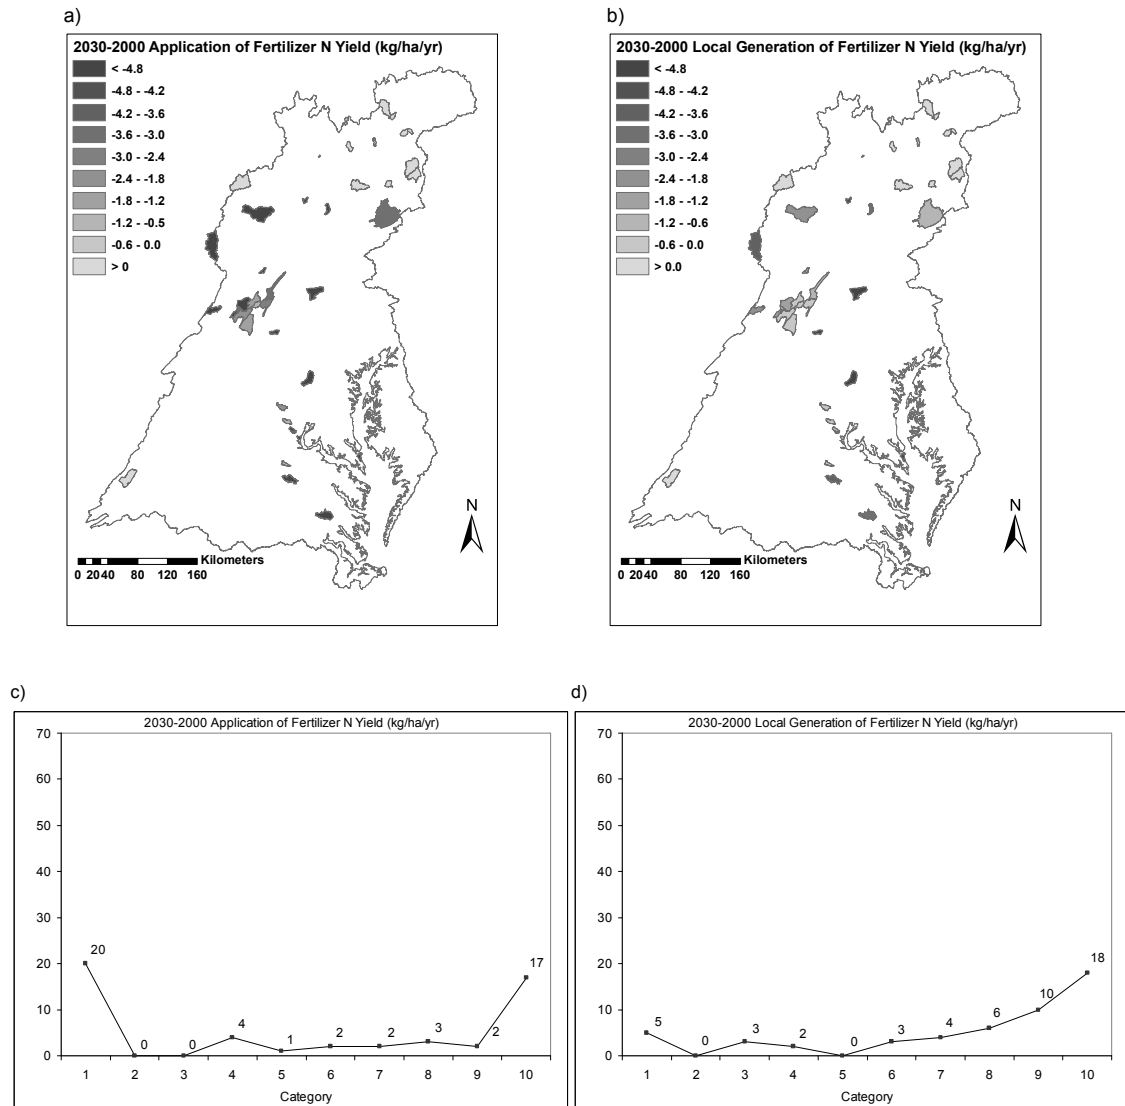 a)
2030-2000 Application of Fertilizer N Yield (kg/ha/yr)
< -4.8
-4.8 - -4.2
-4.2 - -3.6
-3.6 - -3.0
-3.0 - -2.4
-2.4 - -1.8
-1.8 - -1.2
-1.2 - -0.5
-0.6 - 0.0
> 0
N
Kilometers
0 20 40 80 120 160
b)
2030-2000 Local Generation of Fertilizer N Yield (kg/ha/yr)
< -4.8
-4.8 - -4.2
-4.2 - -3.6
-3.6 - -3.0
-3.0 - -2.4
-2.4 - -1.8
-1.8 - -1.2
-1.2 - -0.6
-0.6 - 0.0
> 0.0
N
Kilometers
0 20 40 80 120 160
c)
2030-2000 Application of Fertilizer N Yield (kg/ha/yr)
70
60
50
40
30
20
10
0
20 0 0 4 1 2 2 3 2 17
1 2 3 4 5 6 7 8 9 10
Category
d)
2030-2000 Local Generation of Fertilizer N Yield (kg/ha/yr)
70
60
50
40
30
20
10
0
5 0 3 2 0 3 4 6 10 18
1 2 3 4 5 6 7 8 9 10
Category